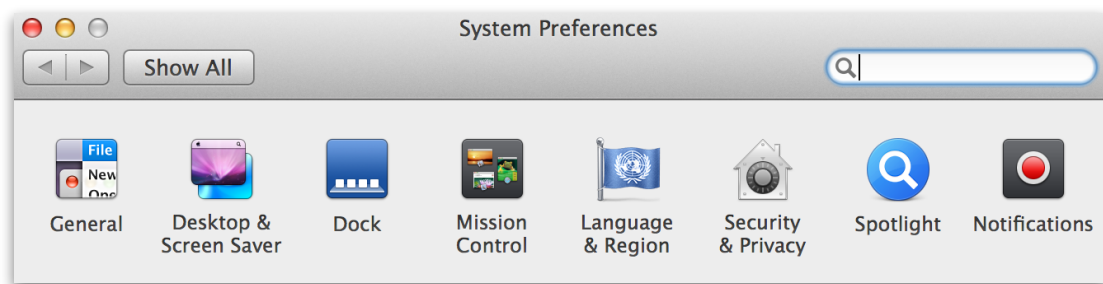 System Preferences
Show All
File
New
General
Desktop &
Screen Saver
Dock
Mission
Control
Language
& Region
Security
& Privacy
Spotlight
Notifications